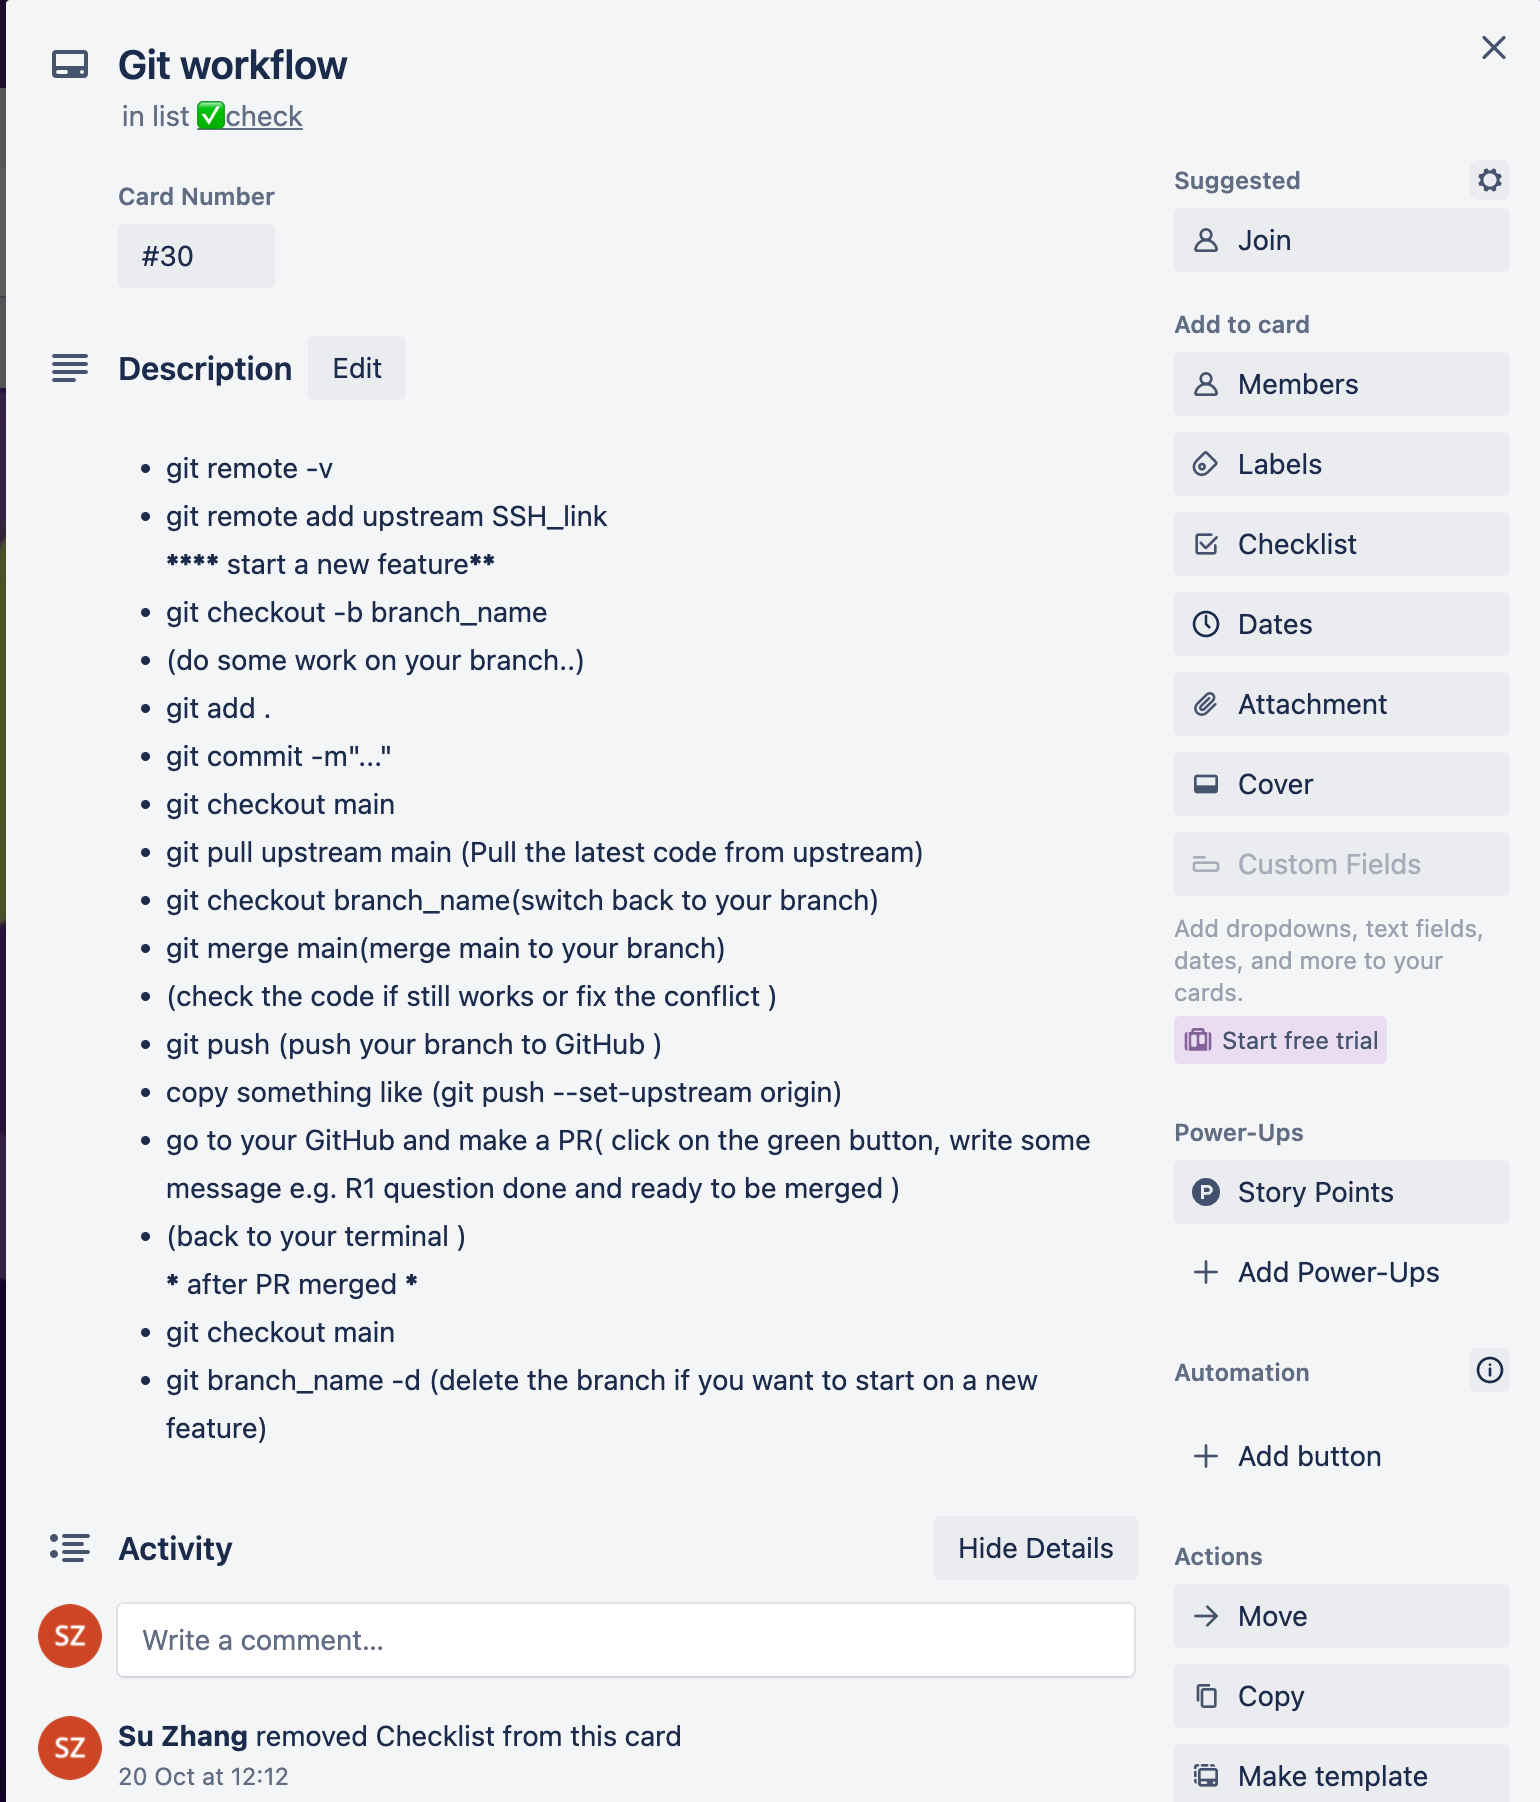 Git workflow
in list ✅check
Card Number
#30
Description
Edit
• git remote -v
• git remote add upstream SSH_link
**** start a new feature**
• git checkout -b branch_name
• (do some work on your branch..)
• git add .
• git commit -m"..."
• git checkout main
• git pull upstream main (Pull the latest code from upstream)
• git checkout branch_name(switch back to your branch)
• git merge main(merge main to your branch)
• (check the code if still works or fix the conflict )
• git push (push your branch to GitHub )
• copy something like (git push --set-upstream origin)
• go to your GitHub and make a PR( click on the green button, write some
message e.g. R1 question done and ready to be merged )
• (back to your terminal )
* after PR merged *
• git checkout main
• git branch_name -d (delete the branch if you want to start on a new
feature)
Activity
Hide Details
SZ
Write a comment...
SZ
Su Zhang removed Checklist from this card
20 Oct at 12:12
Suggested
Join
Add to card
Members
Labels
Checklist
Dates
Attachment
Cover
Custom Fields
Add dropdowns, text fields,
dates, and more to your
cards.
Start free trial
Power-Ups
Story Points
Add Power-Ups
Automation
Add button
Actions
Move
Copy
Make template